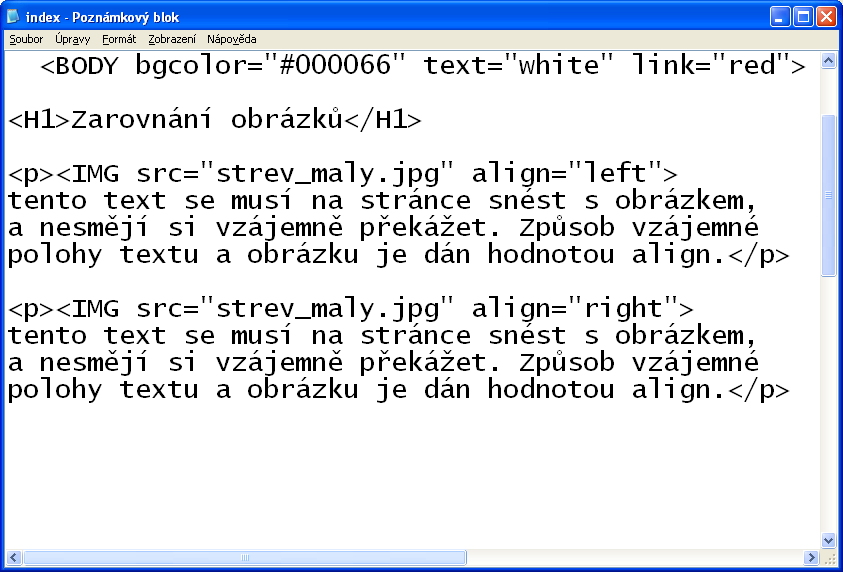 index - Poznámkový blok
Soubor Úpravy Formát Zobrazení Nápověda
<BODY bgcolor="#000066" text="white" link="red">
<H1>Zarovnání obrázků</H1>
<p><IMG src="strev_maly.jpg" align="left">
tento text se musí na stránce snést s obrázkem,
a nesmějí si vzájemně překážet. Způsob vzájemné
polohy textu a obrázku je dán hodnotou align.</p>
<p><IMG src="strev_maly.jpg" align="right">
tento text se musí na stránce snést s obrázkem,
a nesmějí si vzájemně překážet. Způsob vzájemné
polohy textu a obrázku je dán hodnotou align.</p>